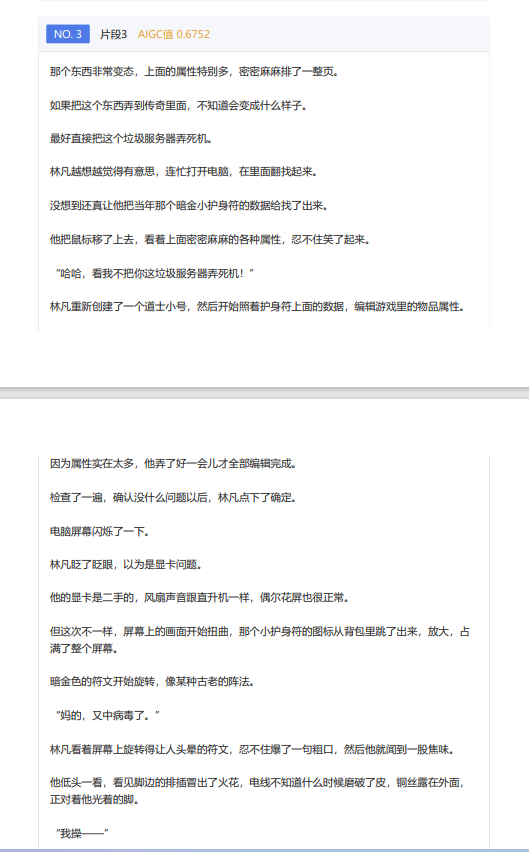 NO. 3 片段3 AIGC值 0.6752
那个东西非常变态，上面的属性特别多，密密麻麻排了一整页。
如果把这个东西弄到传奇里面，不知道会变成什么样子。
最好直接把这个垃圾服务器弄死机。
林凡越想越觉得有意思，连忙打开电脑，在里面翻找起来。
没想到还真让他把当年那个暗金小护身符的数据给找了出来。
他把鼠标移了上去，看着上面密密麻麻的各种属性，忍不住笑了起来。
“哈哈，看我不把你这垃圾服务器弄死机！”
林凡重新创建了一个道士小号，然后开始照着护身符上面的数据，编辑游戏里的物品属性。
因为属性实在太多，他弄了好一会儿才全部编辑完成。
检查了一遍，确认没什么问题以后，林凡点下了确定。
电脑屏幕闪烁了一下。
林凡眨了眨眼，以为是显卡问题。
他的显卡是二手的，风扇声音跟直升机一样，偶尔花屏也很正常。
但这次不一样，屏幕上的画面开始扭曲，那个小护身符的图标从背包里跳了出来，放大，占
满了整个屏幕。
暗金色的符文开始旋转，像某种古老的阵法。
“妈的，又中病毒了。”
林凡看着屏幕上旋转得让人头晕的符文，忍不住爆了一句粗口，然后他就闻到一股焦味。
他低头一看，看见脚边的排插冒出了火花，电线不知道什么时候磨破了皮，铜丝露在外面，
正对着他光着的脚。
“我操——”